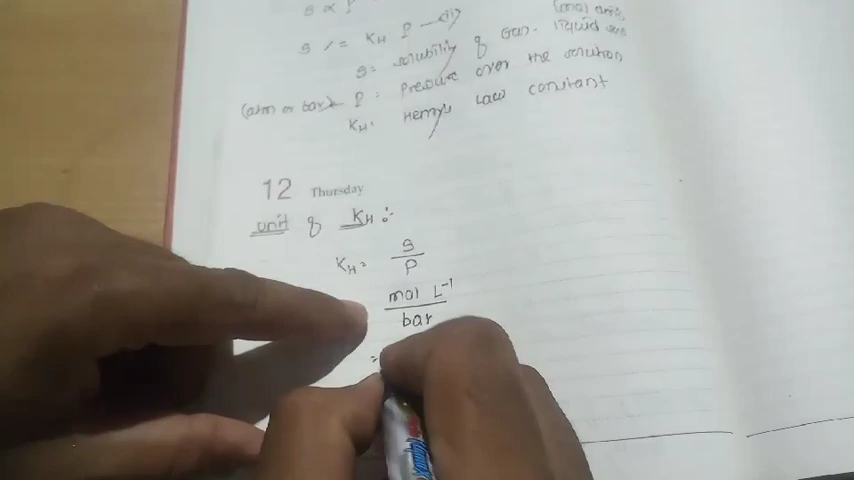 S ∝ P
S = K_H P —(ii)
S = solubility of Gas.
(atm or bar) ← P = Pressure over the solution
K_H = Henry's Law constant
12 Thursday
unit of K_H :-
K_H = S/P
mol L⁻¹
bar
=